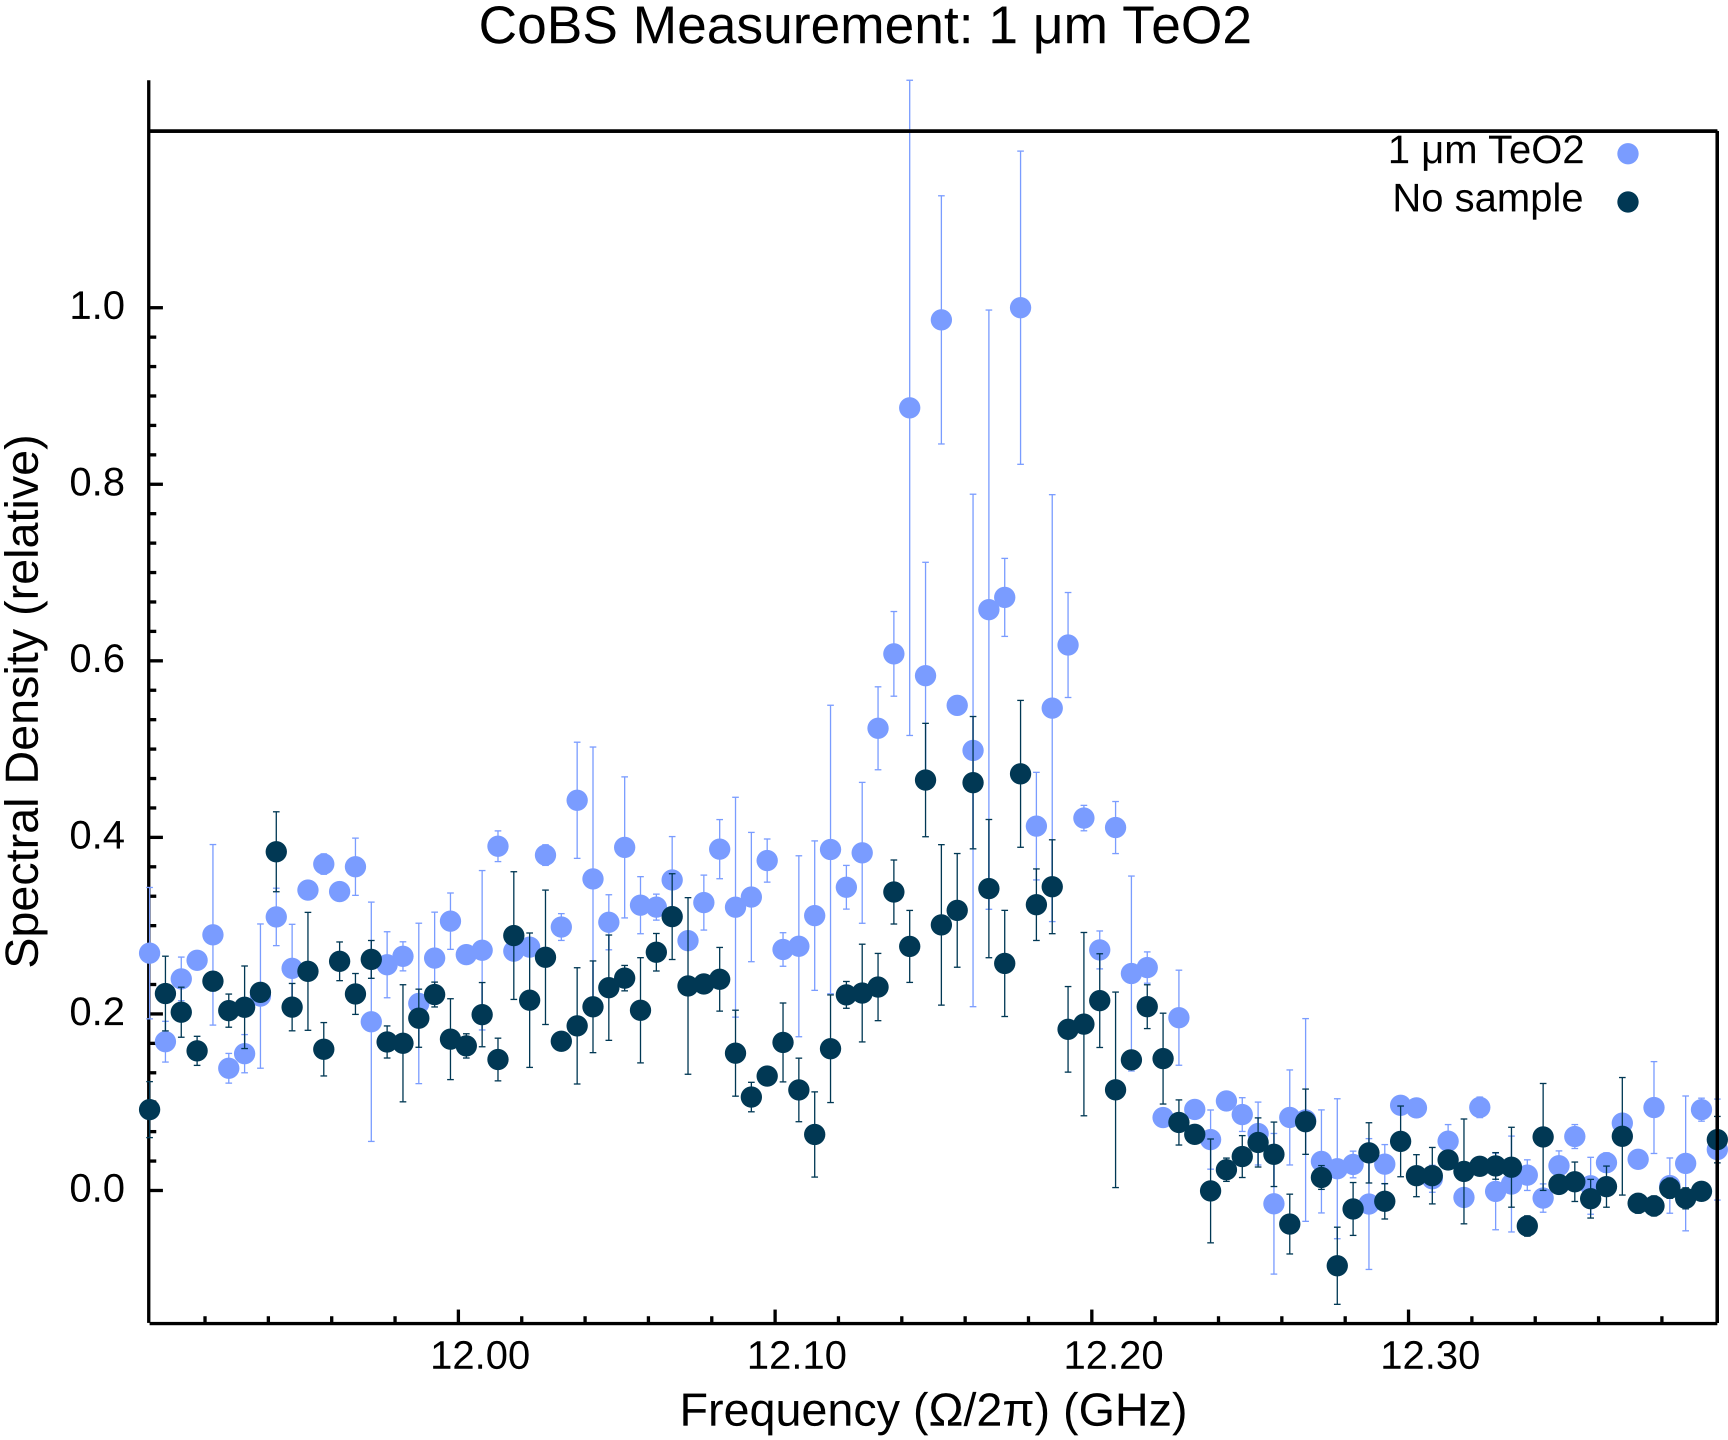 CoBS Measurement: 1 μm TeO2
1 μm TeO2
No sample
1.0
0.8
0.6
0.4
0.2
0.0
Spectral Density (relative)
12.00 12.10 12.20 12.30
Frequency (Ω/2π) (GHz)